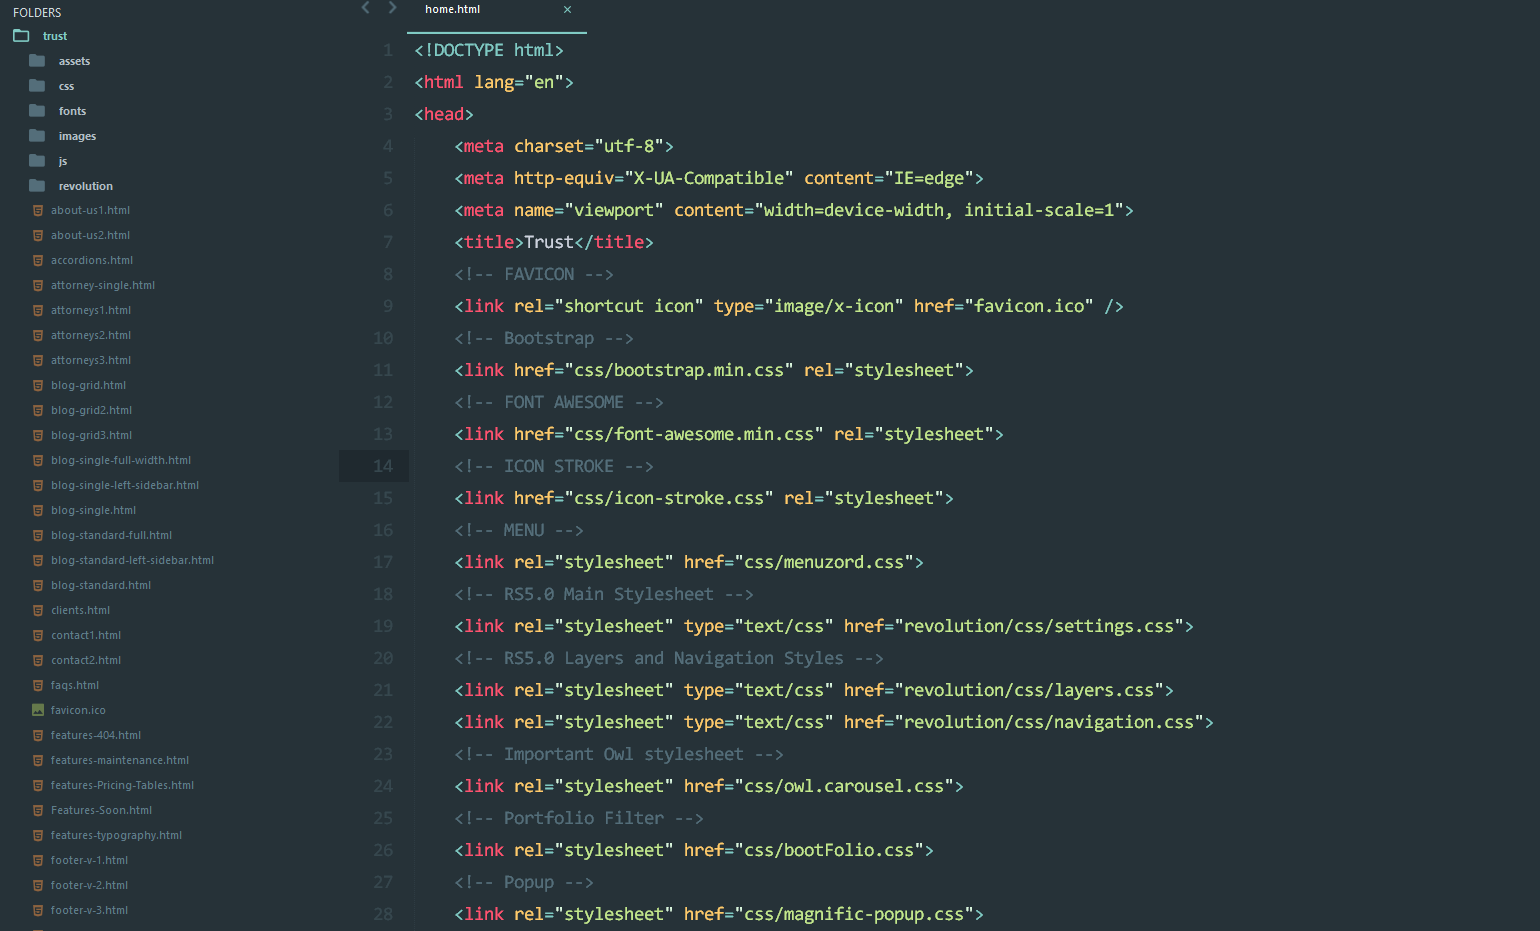 FOLDERS
trust
assets
css
fonts
images
js
revolution
about-us1.html
about-us2.html
accordions.html
attorney-single.html
attorneys1.html
attorneys2.html
attorneys3.html
blog-grid.html
blog-grid2.html
blog-grid3.html
blog-single-full-width.html
blog-single-left-sidebar.html
blog-single.html
blog-standard-full.html
blog-standard-left-sidebar.html
blog-standard.html
clients.html
contact1.html
contact2.html
faqs.html
favicon.ico
features-404.html
features-maintenance.html
features-Pricing-Tables.html
Features-Soon.html
features-typography.html
footer-v-1.html
footer-v-2.html
footer-v-3.html
home.html ×
1 <!DOCTYPE html>
2 <html lang="en">
3 <head>
4 <meta charset="utf-8">
5 <meta http-equiv="X-UA-Compatible" content="IE=edge">
6 <meta name="viewport" content="width=device-width, initial-scale=1">
7 <title>Trust</title>
8 <!-- FAVICON -->
9 <link rel="shortcut icon" type="image/x-icon" href="favicon.ico" />
10 <!-- Bootstrap -->
11 <link href="css/bootstrap.min.css" rel="stylesheet">
12 <!-- FONT AWESOME -->
13 <link href="css/font-awesome.min.css" rel="stylesheet">
14 <!-- ICON STROKE -->
15 <link href="css/icon-stroke.css" rel="stylesheet">
16 <!-- MENU -->
17 <link rel="stylesheet" href="css/menuzord.css">
18 <!-- RS5.0 Main Stylesheet -->
19 <link rel="stylesheet" type="text/css" href="revolution/css/settings.css">
20 <!-- RS5.0 Layers and Navigation Styles -->
21 <link rel="stylesheet" type="text/css" href="revolution/css/layers.css">
22 <link rel="stylesheet" type="text/css" href="revolution/css/navigation.css">
23 <!-- Important Owl stylesheet -->
24 <link rel="stylesheet" href="css/owl.carousel.css">
25 <!-- Portfolio Filter -->
26 <link rel="stylesheet" href="css/bootFolio.css">
27 <!-- Popup -->
28 <link rel="stylesheet" href="css/magnific-popup.css">